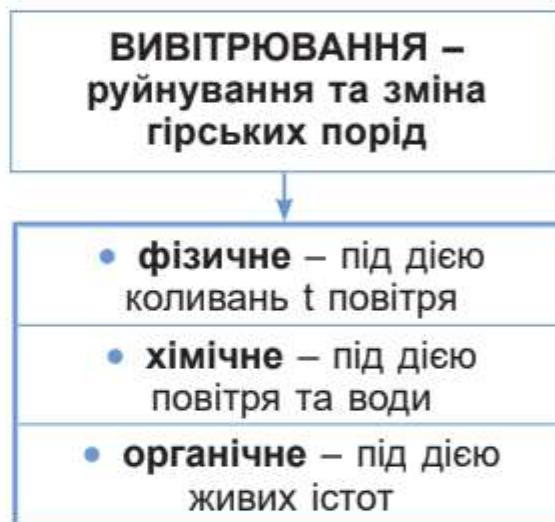 ВИВІТРЮВАННЯ –
руйнування та зміна
гірських порід
• фізичне – під дією
коливань t повітря
• хімічне – під дією
повітря та води
• органічне – під дією
живих істот